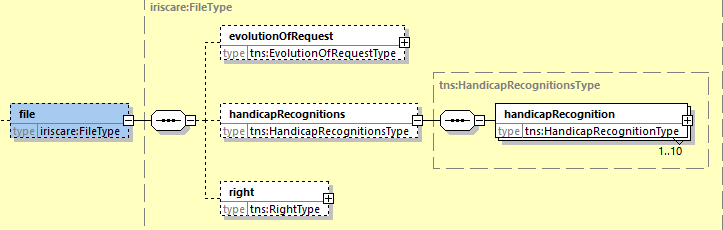 iriscare:FileType
evolutionOfRequest
type tns:EvolutionOfRequestType
tns:HandicapRecognitionsType
file
type iriscare:FileType
handicapRecognitions
type tns:HandicapRecognitionsType
handicapRecognition
type tns:HandicapRecognitionType
1..10
right
type tns:RightType